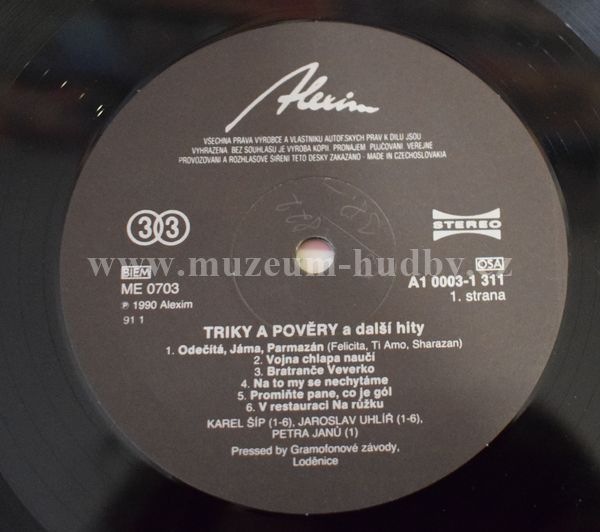 Alexim
VŠECHNA PRÁVA VÝROBCE A VLASTNÍKU AUTORSKÝCH PRÁV K DÍLU JSOU
VYHRAZENA. BEZ SOUHLASU JE VÝROBA KOPIÍ, PRONÁJEM, PŮJČOVÁNÍ, VEŘEJNÉ
PROVOZOVÁNÍ A ROZHLASOVÉ ŠÍŘENÍ TÉTO DESKY ZAKÁZÁNO - MADE IN CZECHOSLOVAKIA
33
STEREO
www.muzeum-hudby.cz
BIEM
OSA
ME 0703
A1 0003-1 311
℗ 1990 Alexim
1. strana
91 1
TRIKY A POVĚRY a další hity
1. Odečítá, Jáma, Parmazán (Felicita, Ti Amo, Sharazan)
2. Vojna chlapa naučí
3. Bratranče Veverko
4. Na to my se nechytáme
5. Promiňte pane, co je gól
6. V restauraci Na růžku
KAREL ŠÍP (1-6), JAROSLAV UHLÍŘ (1-6),
PETRA JANŮ (1)
Pressed by Gramofonové závody,
Loděnice